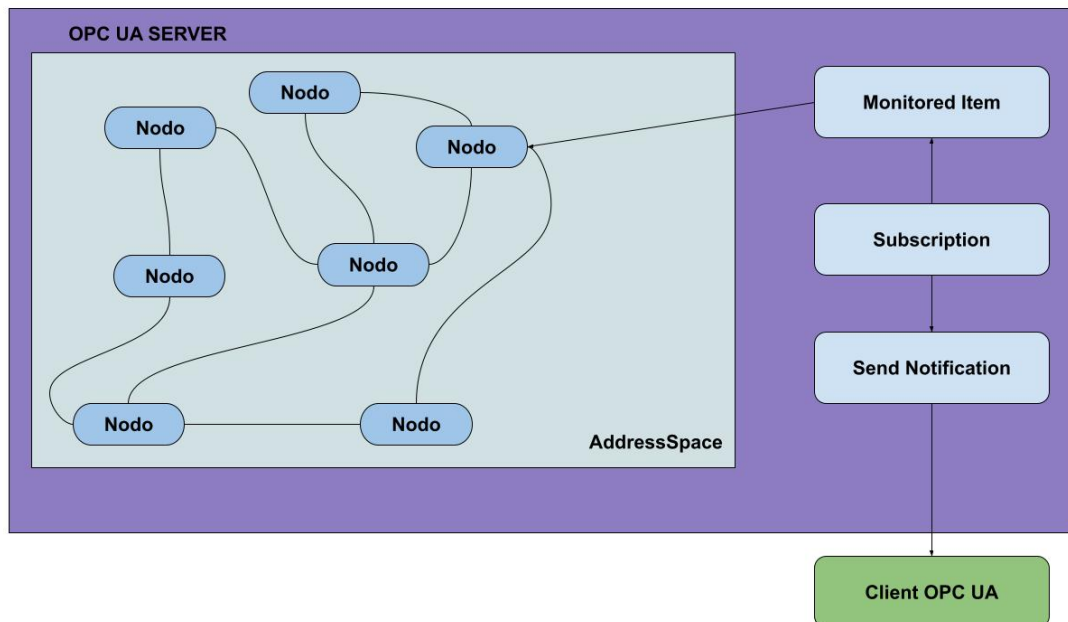 OPC UA SERVER
Nodo
Monitored Item
Nodo
Nodo
Subscription
Nodo
Nodo
Send Notification
Nodo
Nodo
AddressSpace
Client OPC UA